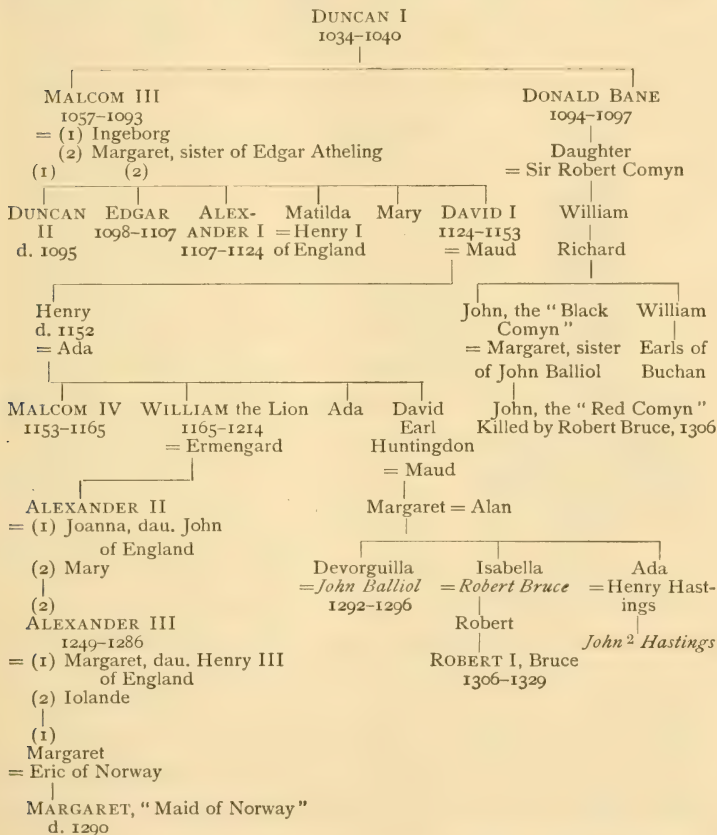 DUNCAN I
1034–1040
MALCOM III
1057–1093
= (1) Ingeborg
(2) Margaret, sister of Edgar Atheling
(1) (2)
DONALD BANE
1094–1097
Daughter
= Sir Robert Comyn
DUNCAN II
d. 1095
EDGAR
1098–1107
ALEX-
ANDER I
1107–1124
Matilda
= Henry I
of England
Mary
DAVID I
1124–1153
= Maud
William
Richard
Henry
d. 1152
= Ada
John, the "Black
Comyn"
= Margaret, sister
of John Balliol
William
Earls of
Buchan
MALCOM IV
1153–1165
WILLIAM the Lion
1165–1214
= Ermengard
Ada
David
Earl
Huntingdon
= Maud
John, the "Red Comyn"
Killed by Robert Bruce, 1306
ALEXANDER II
= (1) Joanna, dau. John
of England
(2) Mary
(2)
Margaret = Alan
Devorguilla
= John Balliol
1292–1296
Isabella
= Robert Bruce
Robert
ROBERT I, Bruce
1306–1329
Ada
= Henry Hast-
ings
John 2 Hastings
ALEXANDER III
1249–1286
= (1) Margaret, dau. Henry III
of England
(2) Iolande
(1)
Margaret
= Eric of Norway
MARGARET, "Maid of Norway"
d. 1290